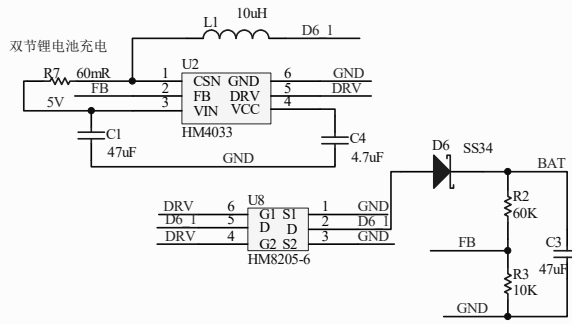 L1
10uH
D6_1
双节锂电池充电
R7
60mR
FB
5V
U2
1
2
3
CSN GND
FB DRV
VIN VCC
6
5
4
GND
DRV
HM4033
C1
47uF
GND
C4
4.7uF
D6
SS34
BAT
R2
60K
FB
C3
47uF
R3
10K
GND
U8
DRV
D6_1
DRV
6
5
4
G1 S1
D D
G2 S2
1
2
3
GND
D6_1
GND
HM8205-6